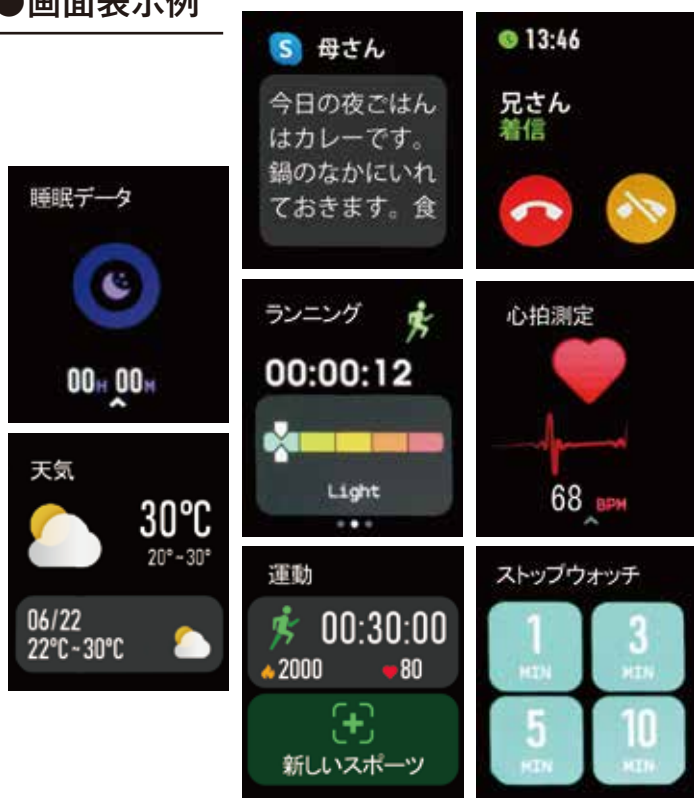 ●画面表示例
S 母さん
今日の夜ごはん
はカレーです。
鍋のなかにいれ
ておきます。食
13:46
兄さん
着信
睡眠データ
00H 00M
ランニング
00:00:12
Light
心拍測定
68 BPM
天気
30℃
20°~30°
06/22
22℃~30℃
運動
00:30:00
2000 80
新しいスポーツ
ストップウォッチ
1 MIN
3 MIN
5 MIN
10 MIN